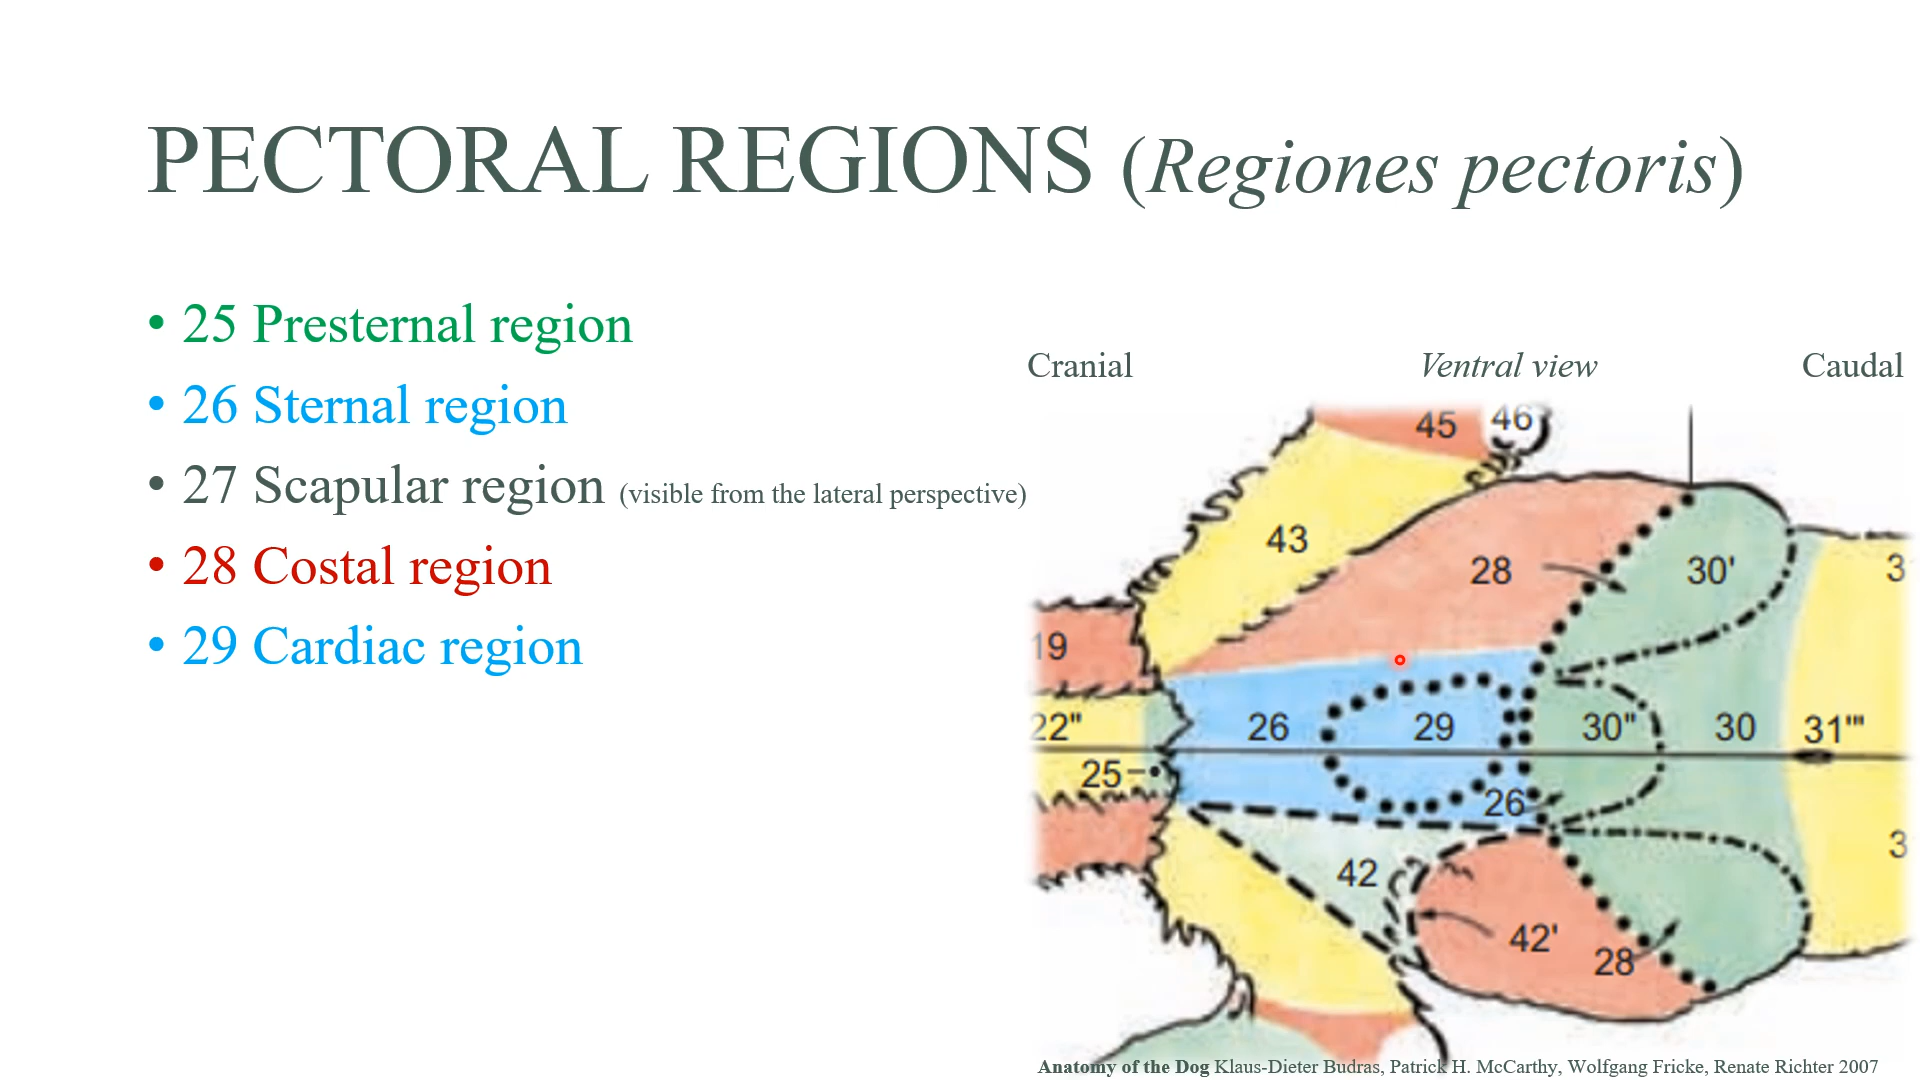 PECTORAL REGIONS (Regiones pectoris)
• 25 Presternal region
• 26 Sternal region
• 27 Scapular region (visible from the lateral perspective)
• 28 Costal region
• 29 Cardiac region
Cranial Ventral view Caudal
45 46
43
28 30' 3
19
22" 26 29 30" 30 31'''
25
26
42 3
42' 28
Anatomy of the Dog Klaus-Dieter Budras, Patrick H. McCarthy, Wolfgang Fricke, Renate Richter 2007